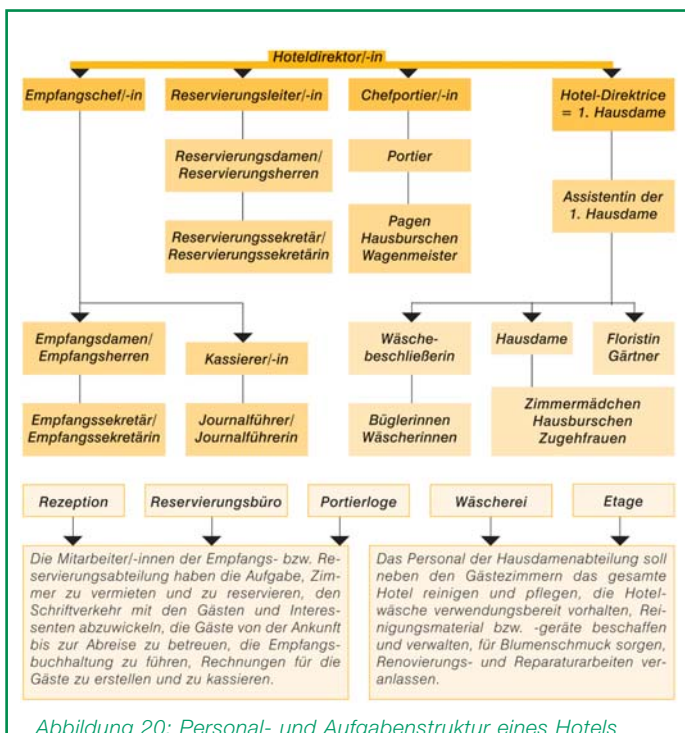 Hoteldirektor/-in
Empfangschef/-in
Reservierungsleiter/-in
Chefportier/-in
Hotel-Direktrice
= 1. Hausdame
Reservierungsdamen/
Reservierungsherren
Portier
Assistentin der
1. Hausdame
Reservierungssekretär/
Reservierungssekretärin
Pagen
Hausburschen
Wagenmeister
Empfangsdamen/
Empfangsherren
Kassierer/-in
Wäsche-
beschließerin
Hausdame
Floristin
Gärtner
Empfangssekretär/
Empfangssekretärin
Journalführer/
Journalführerin
Büglerinnen
Wäscherinnen
Zimmermädchen
Hausburschen
Zugehfrauen
Rezeption
Reservierungsbüro
Portierloge
Wäscherei
Etage
Die Mitarbeiter/-innen der Empfangs- bzw. Re-
servierungsabteilung haben die Aufgabe, Zim-
mer zu vermieten und zu reservieren, den
Schriftverkehr mit den Gästen und Interes-
senten abzuwickeln, die Gäste von der Ankunft
bis zur Abreise zu betreuen, die Empfangs-
buchhaltung zu führen, Rechnungen für die
Gäste zu erstellen und zu kassieren.
Das Personal der Hausdamenabteilung soll
neben den Gästezimmern das gesamte
Hotel reinigen und pflegen, die Hotel-
wäsche verwendungsbereit vorhalten, Rei-
nigungsmaterial bzw. -geräte beschaffen
und verwalten, für Blumenschmuck sorgen,
Renovierungs- und Reparaturarbeiten ver-
anlassen.
Abbildung 20: Personal- und Aufgabenstruktur eines Hotels